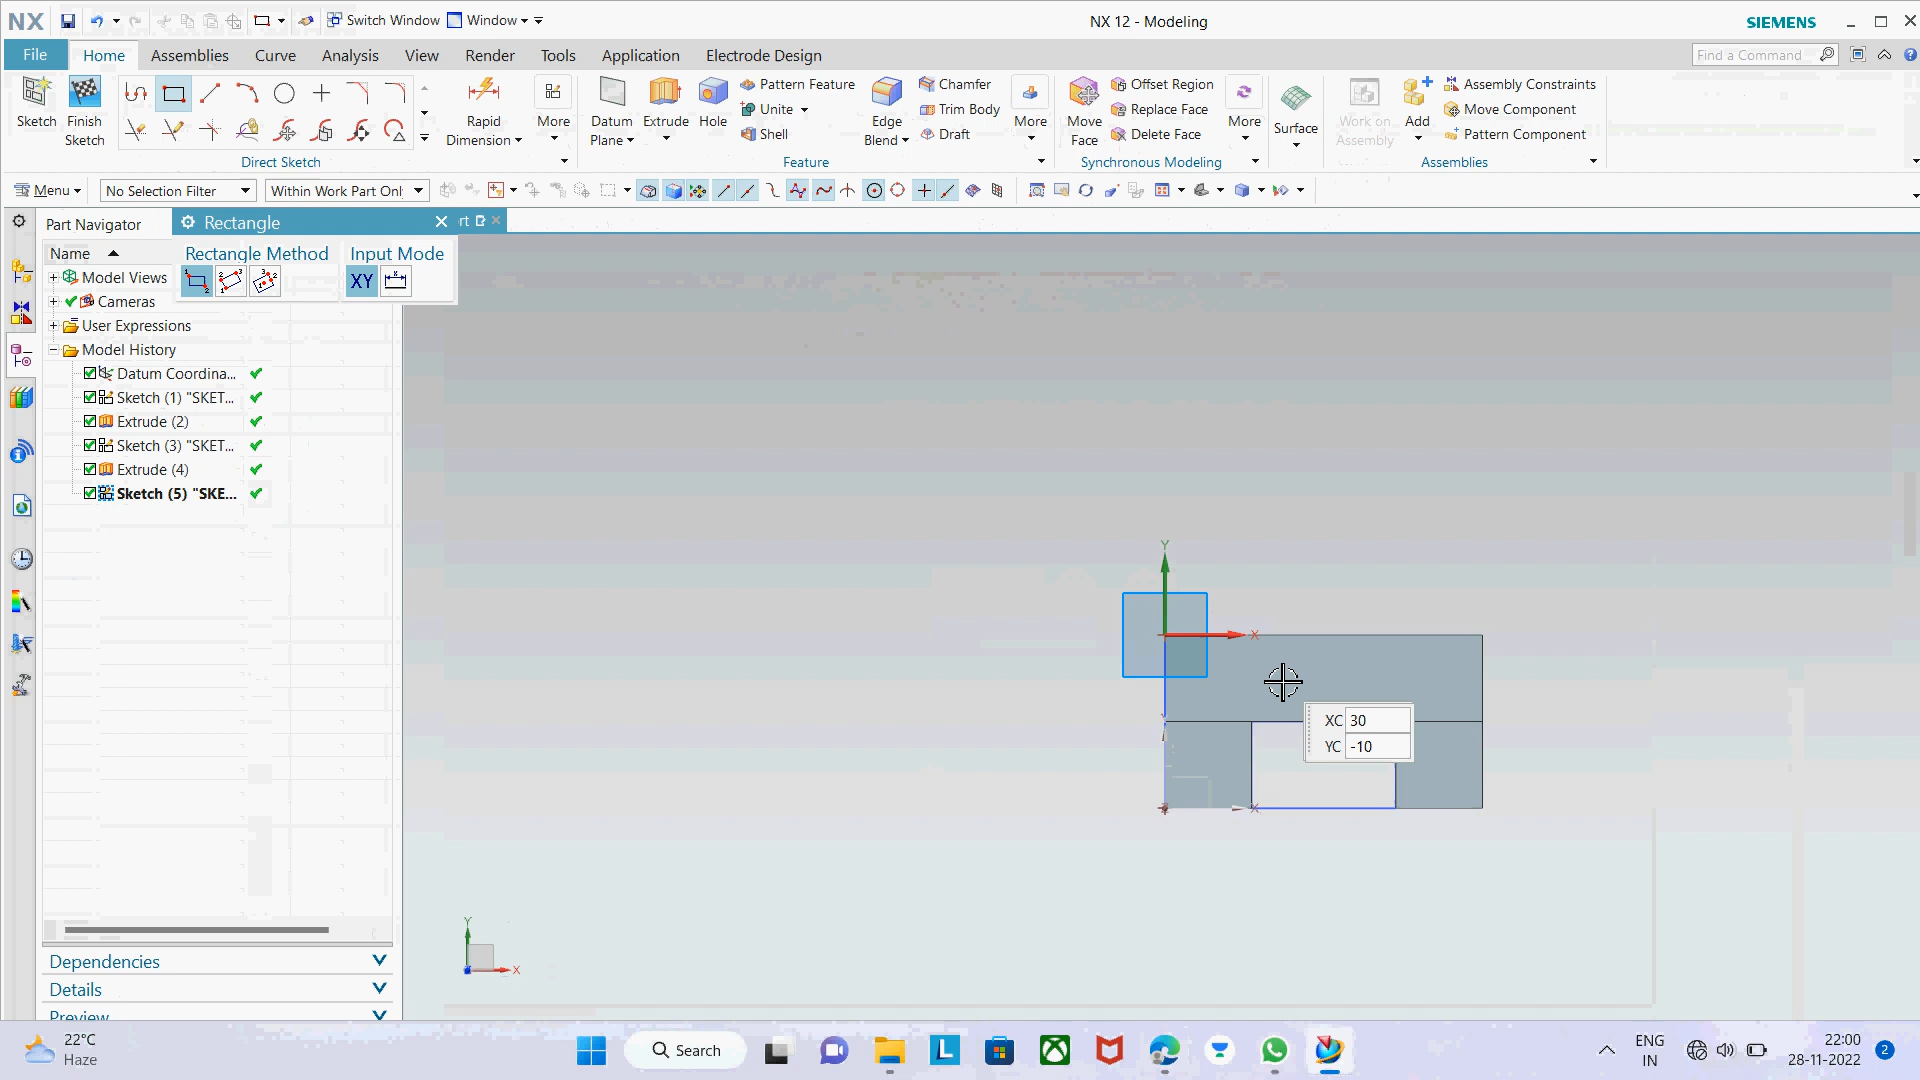 NX Switch Window Window NX 12 - Modeling SIEMENS
File Home Assemblies Curve Analysis View Render Tools Application Electrode Design Find a Command
Sketch Finish Sketch Rapid Dimension More Datum Plane Extrude Hole Pattern Feature Unite Shell Edge Blend Chamfer Trim Body Draft More Move Face Offset Region Replace Face Delete Face More Surface Work on Assembly Add Assembly Constraints Move Component Pattern Component
Direct Sketch Feature Synchronous Modeling Assemblies
Menu No Selection Filter Within Work Part Onl
Part Navigator Rectangle rt
Name Rectangle Method Input Mode
Model Views XY
Cameras
User Expressions
Model History
Datum Coordina...
Sketch (1) "SKET...
Extrude (2)
Sketch (3) "SKET...
Extrude (4)
Sketch (5) "SKE...
Y
X
XC 30
YC -10
X
Y
X
Dependencies
Details
Preview
22°C
Haze
Search
ENG
IN
22:00
28-11-2022
2